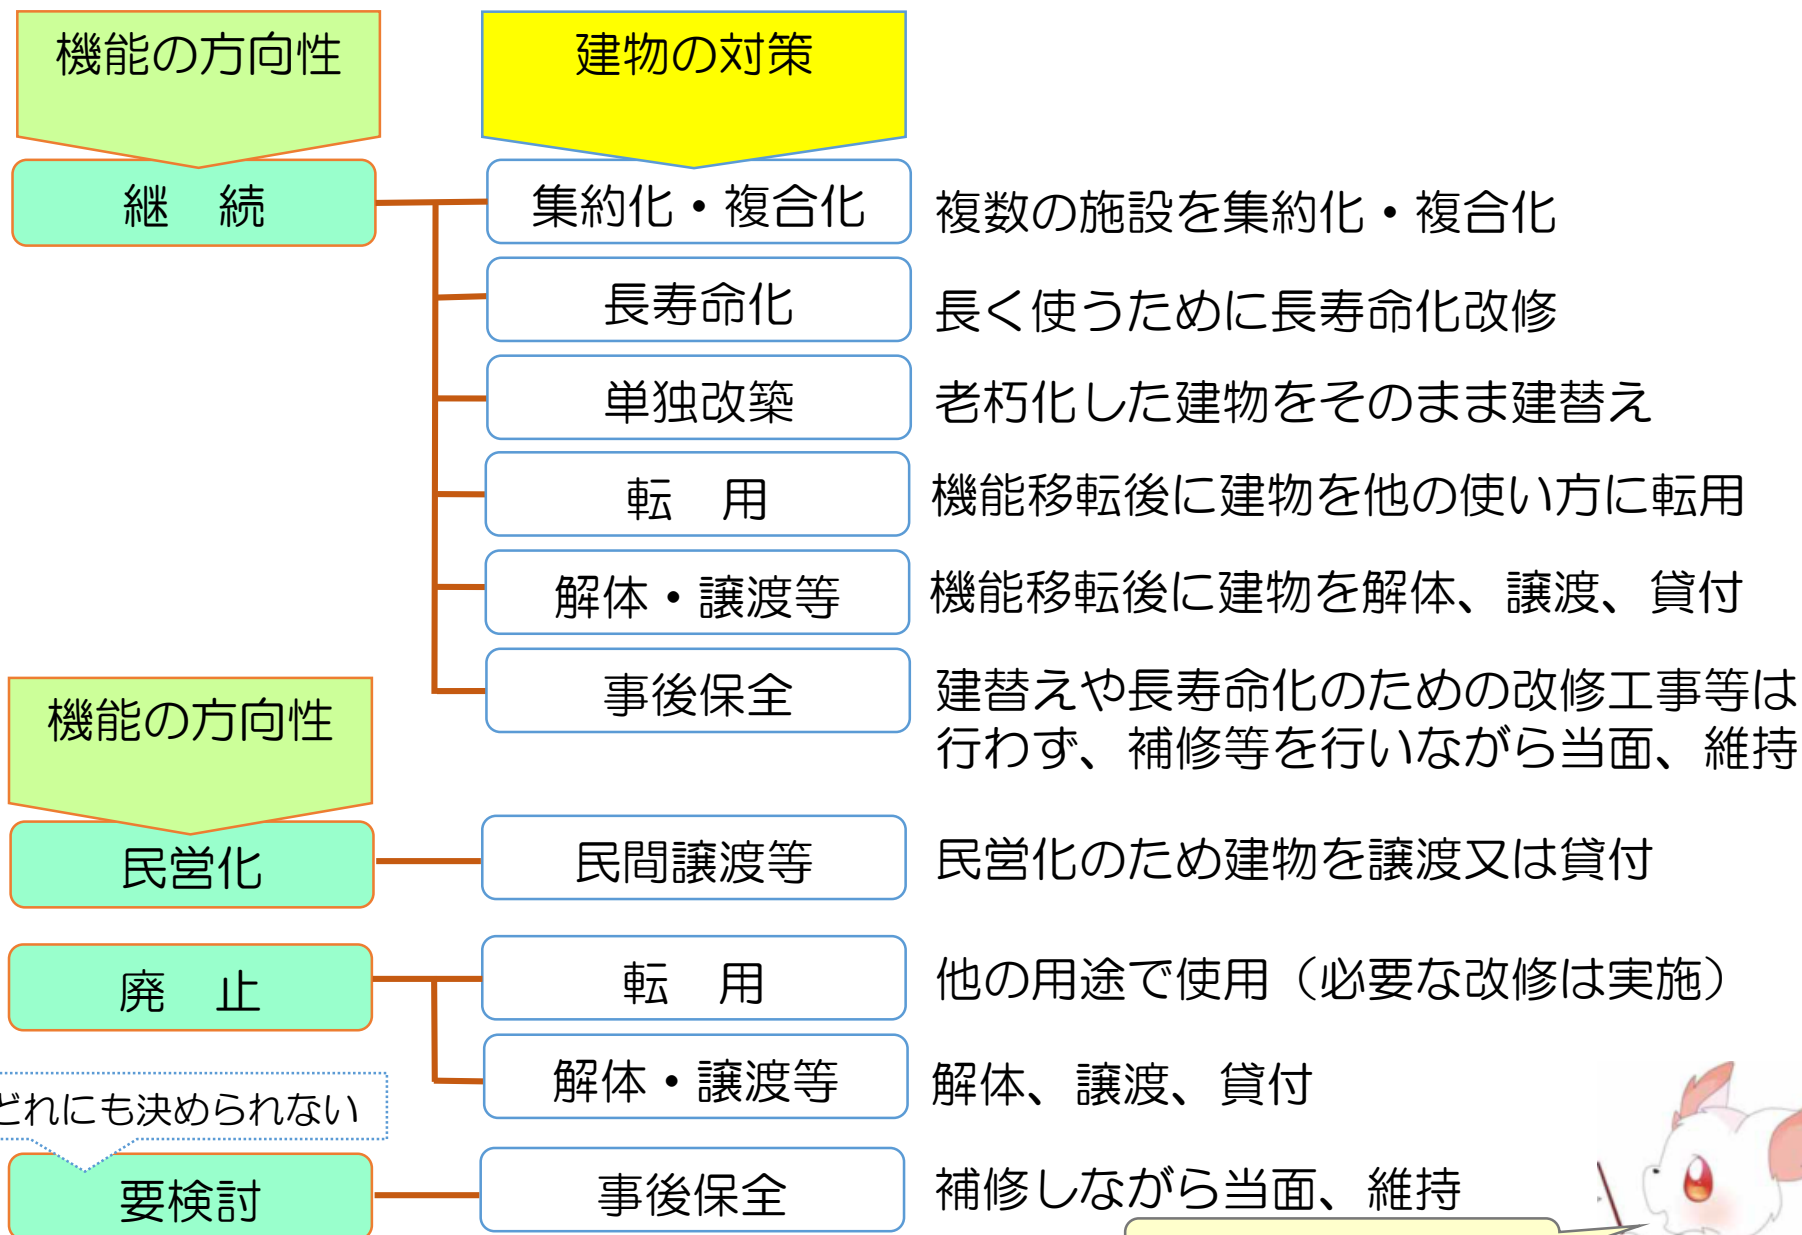 機能の方向性
建物の対策
継　続
集約化・複合化
複数の施設を集約化・複合化
長寿命化
長く使うために長寿命化改修
単独改築
老朽化した建物をそのまま建替え
転　用
機能移転後に建物を他の使い方に転用
解体・譲渡等
機能移転後に建物を解体、譲渡、貸付
事後保全
建替えや長寿命化のための改修工事等は
行わず、補修等を行いながら当面、維持
機能の方向性
民営化
民間譲渡等
民営化のため建物を譲渡又は貸付
廃　止
転　用
他の用途で使用（必要な改修は実施）
解体・譲渡等
解体、譲渡、貸付
どれにも決められない
要検討
事後保全
補修しながら当面、維持